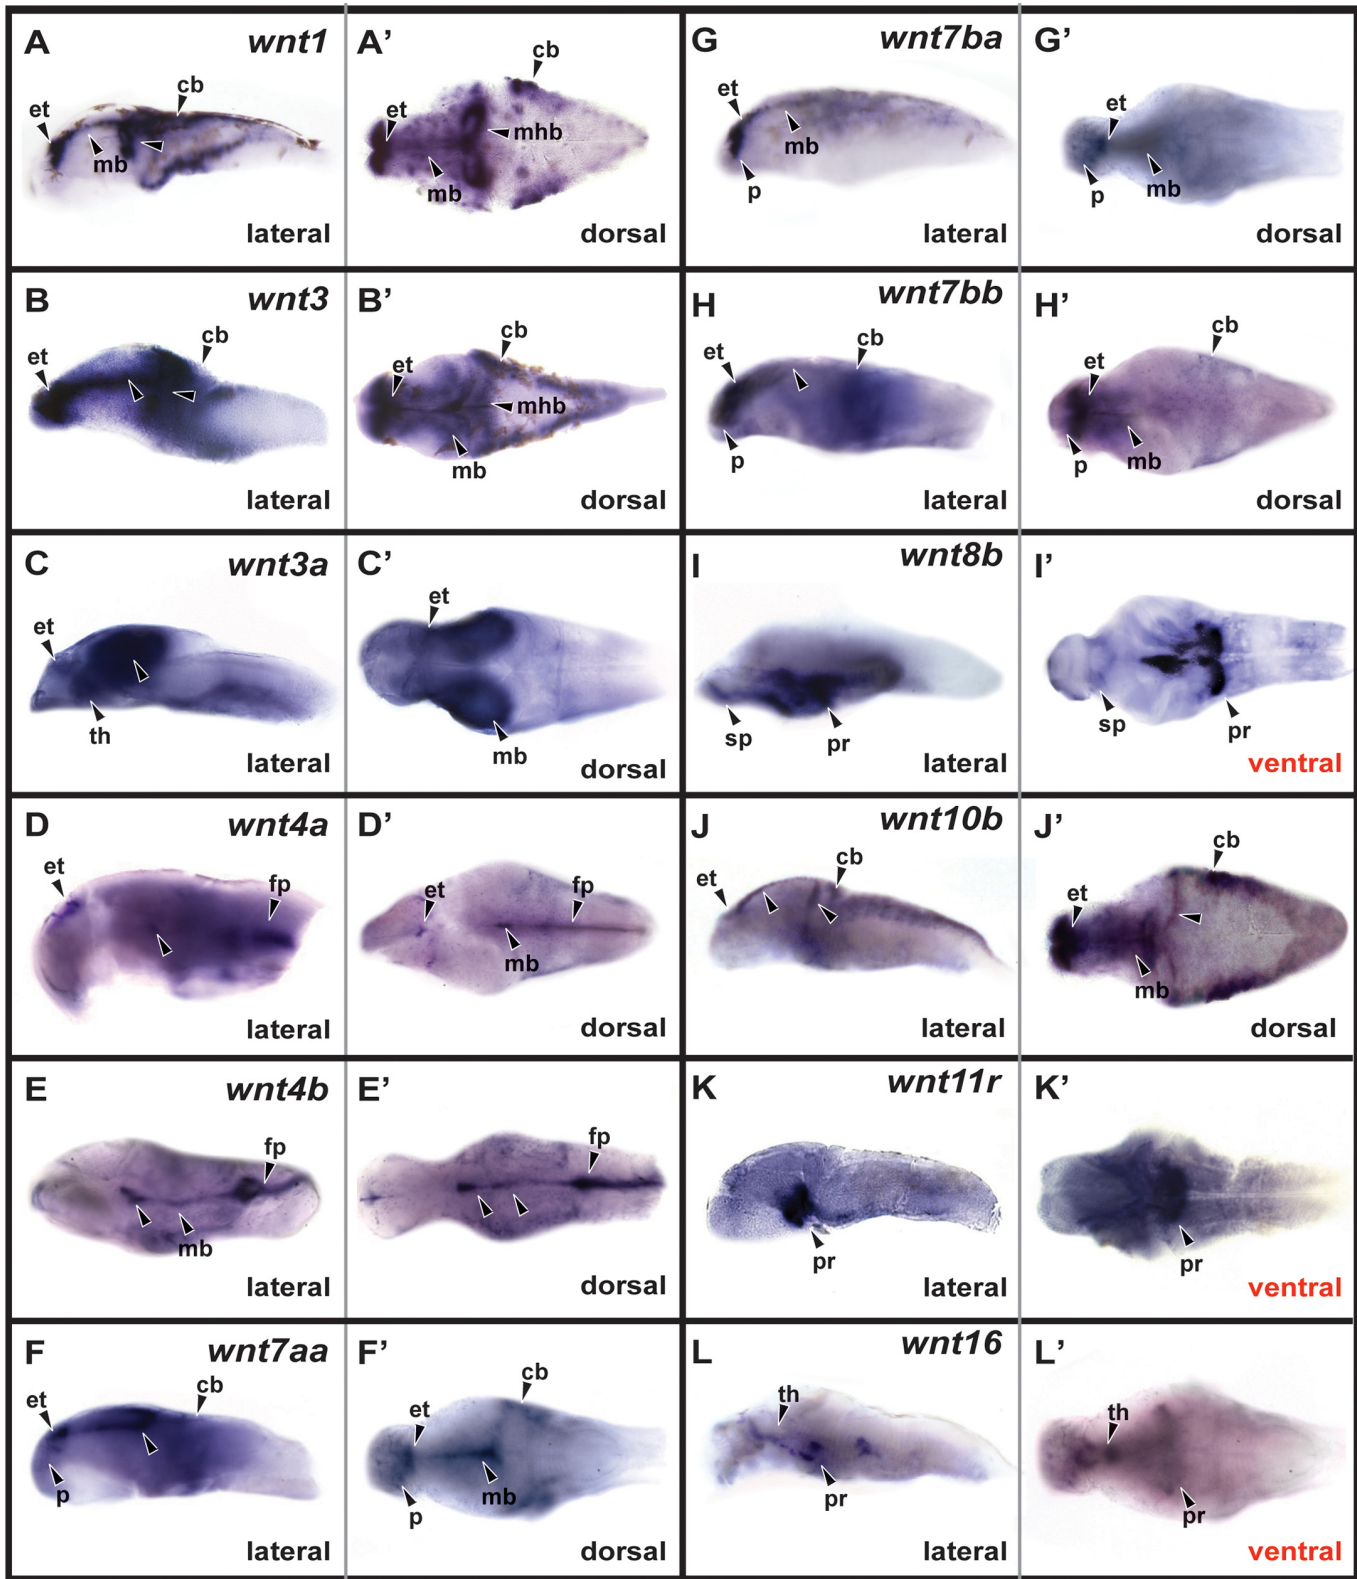 A wnt1
et
cb
mb
lateral
A’
cb
et
mhb
mb
dorsal
G wnt7ba
et
mb
p
lateral
G’
et
p
mb
dorsal
B wnt3
et
cb
lateral
B’
cb
et
mhb
mb
dorsal
H wnt7bb
et
cb
p
lateral
H’
cb
et
p
mb
dorsal
C wnt3a
et
th
lateral
C’
et
mb
dorsal
I wnt8b
sp
pr
lateral
I’
sp
pr
ventral
D wnt4a
et
fp
lateral
D’
et
fp
mb
dorsal
J wnt10b
et
cb
lateral
J’
cb
et
mb
dorsal
E wnt4b
fp
mb
lateral
E’
fp
dorsal
K wnt11r
pr
lateral
K’
pr
ventral
F wnt7aa
et
cb
p
lateral
F’
cb
et
mb
p
dorsal
L wnt16
th
pr
lateral
L’
th
pr
ventral